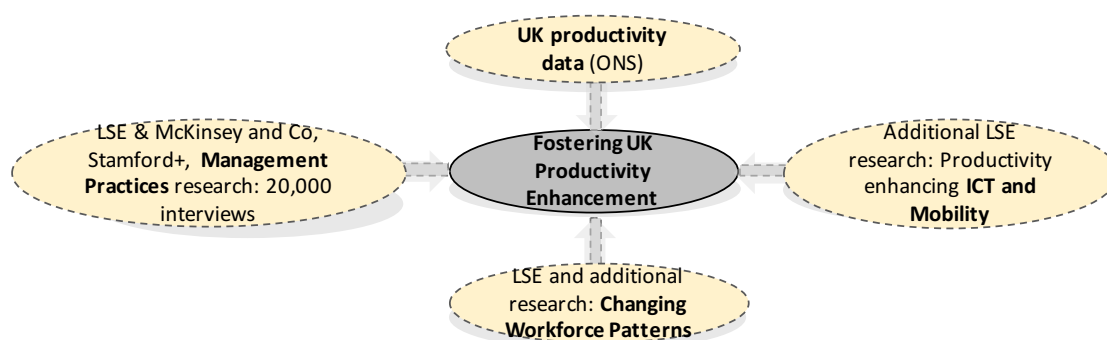 UK productivity
data (ONS)
LSE & McKinsey and Co,
Stamford+, Management
Practices research: 20,000
interviews
Fostering UK
Productivity
Enhancement
Additional LSE
research: Productivity
enhancing ICT and
Mobility
LSE and additional
research: Changing
Workforce Patterns